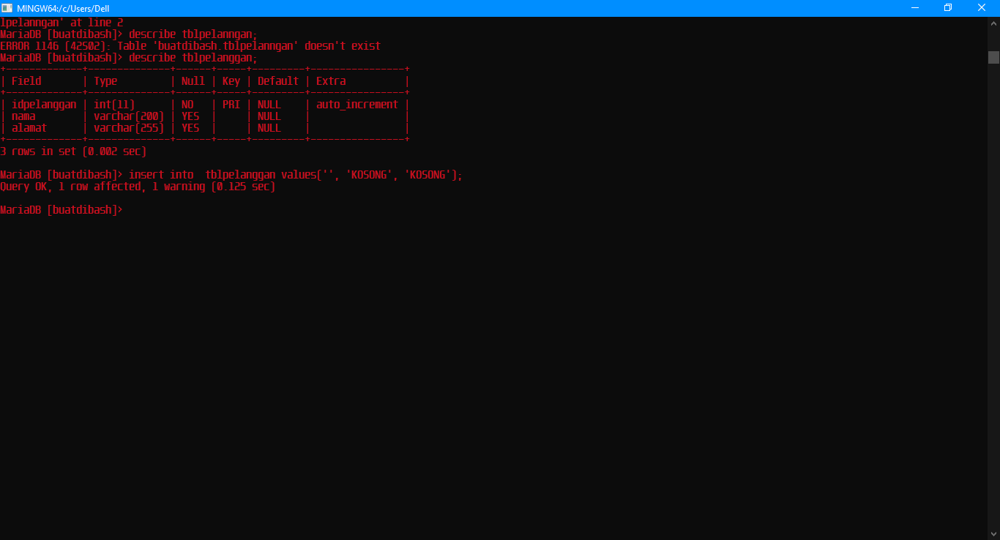 MINGW64:/c/Users/Dell
lpelanngan' at line 2
MariaDB [buatdibash]> describe tblpelanngan;
ERROR 1146 (42S02): Table 'buatdibash.tblpelanngan' doesn't exist
MariaDB [buatdibash]> describe tblpelanggan;
+-------------+--------------+------+-----+---------+----------------+
| Field       | Type         | Null | Key | Default | Extra          |
+-------------+--------------+------+-----+---------+----------------+
| idpelanggan | int(11)      | NO   | PRI | NULL    | auto_increment |
| nama        | varchar(200) | YES  |     | NULL    |                |
| alamat      | varchar(255) | YES  |     | NULL    |                |
+-------------+--------------+------+-----+---------+----------------+
3 rows in set (0.002 sec)
MariaDB [buatdibash]> insert into  tblpelanggan values('', 'KOSONG', 'KOSONG');
Query OK, 1 row affected, 1 warning (0.125 sec)
MariaDB [buatdibash]>